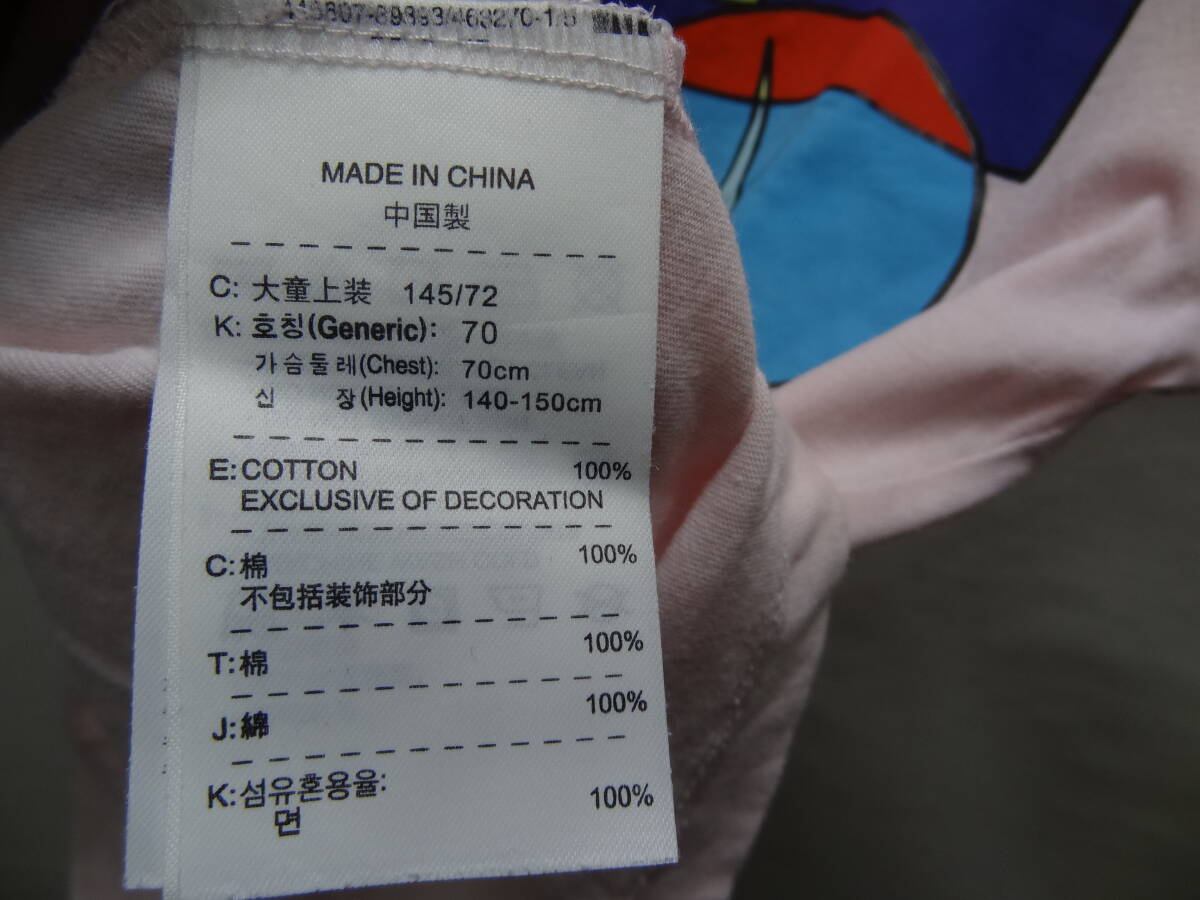 MADE IN CHINA
中国製
C: 大童上装 145/72
K: 호칭(Generic): 70
가슴둘레(Chest): 70cm
신 장(Height): 140-150cm
E:COTTON 100%
EXCLUSIVE OF DECORATION
C:棉 100%
不包括装饰部分
T:棉 100%
J:綿 100%
K:섬유혼용율:
면 100%